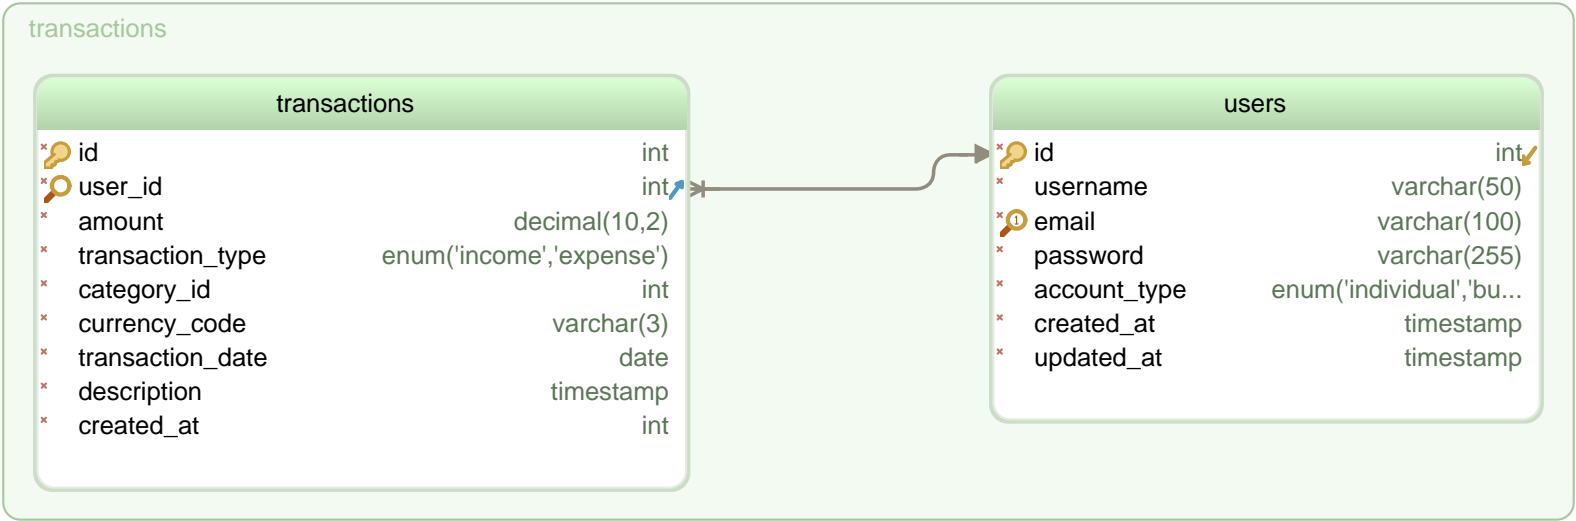 transactions
transactions
id int
user_id int
amount decimal(10,2)
transaction_type enum('income','expense')
category_id int
currency_code varchar(3)
transaction_date date
description timestamp
created_at int
users
id int
username varchar(50)
1 email varchar(100)
password varchar(255)
account_type enum('individual','bu...
created_at timestamp
updated_at timestamp